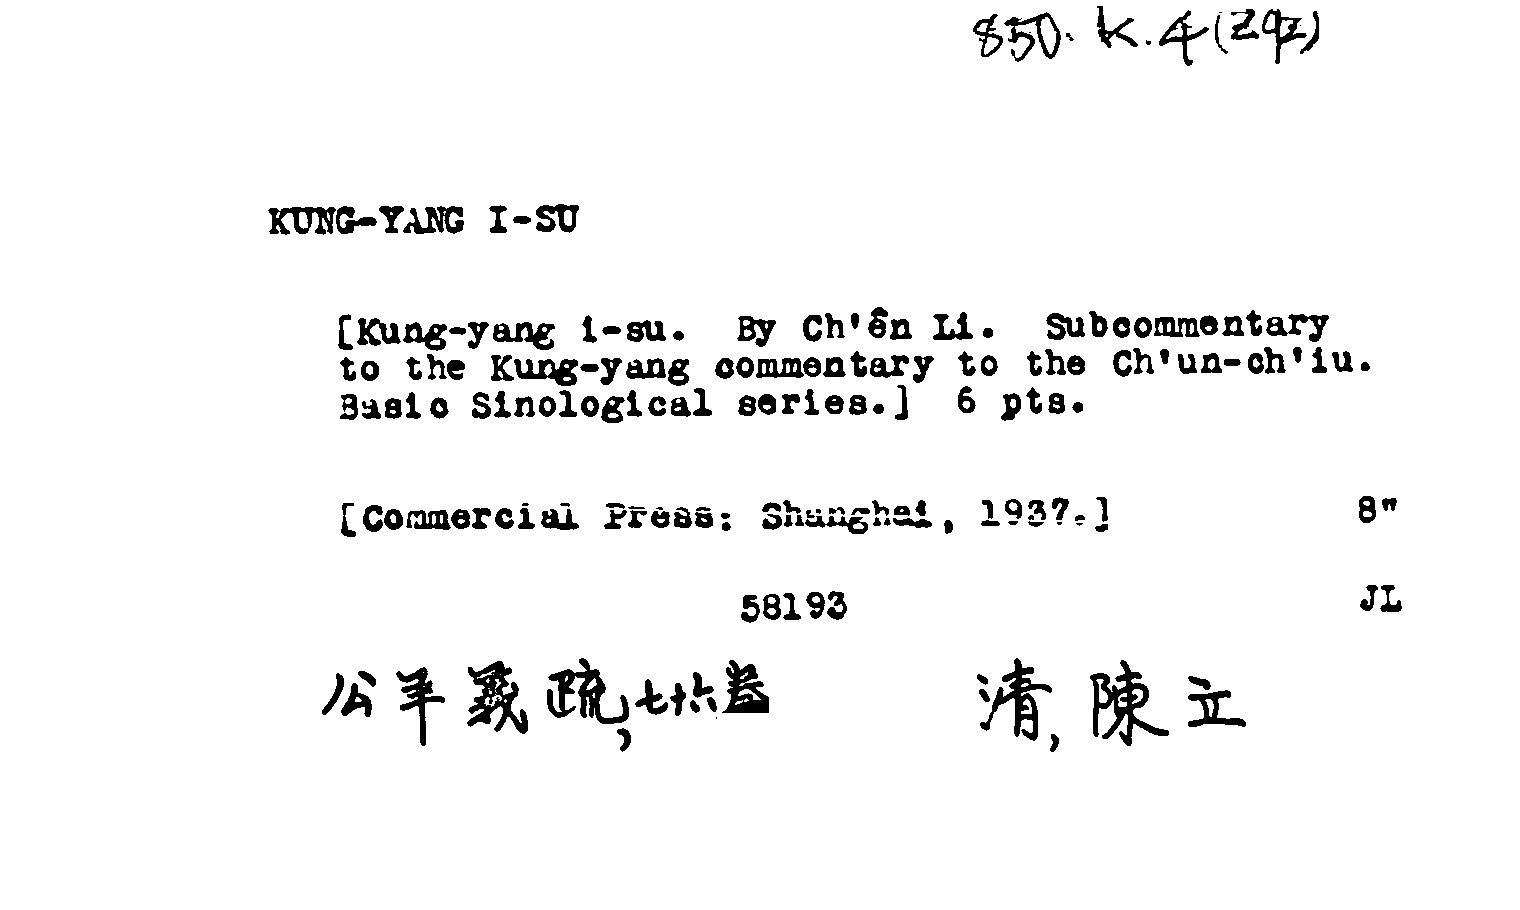 850. K. 4 (Zqz)
KUNG-YANG I-SU
[Kung-yang i-su. By Ch'ên Li. Subcommentary
to the Kung-yang commentary to the Ch'un-ch'iu.
Basic Sinological series.] 6 pts.
[Commercial Press: Shanghai, 1937.] 8"
58193 JL
公羊義疏,七十六卷 清,陳立